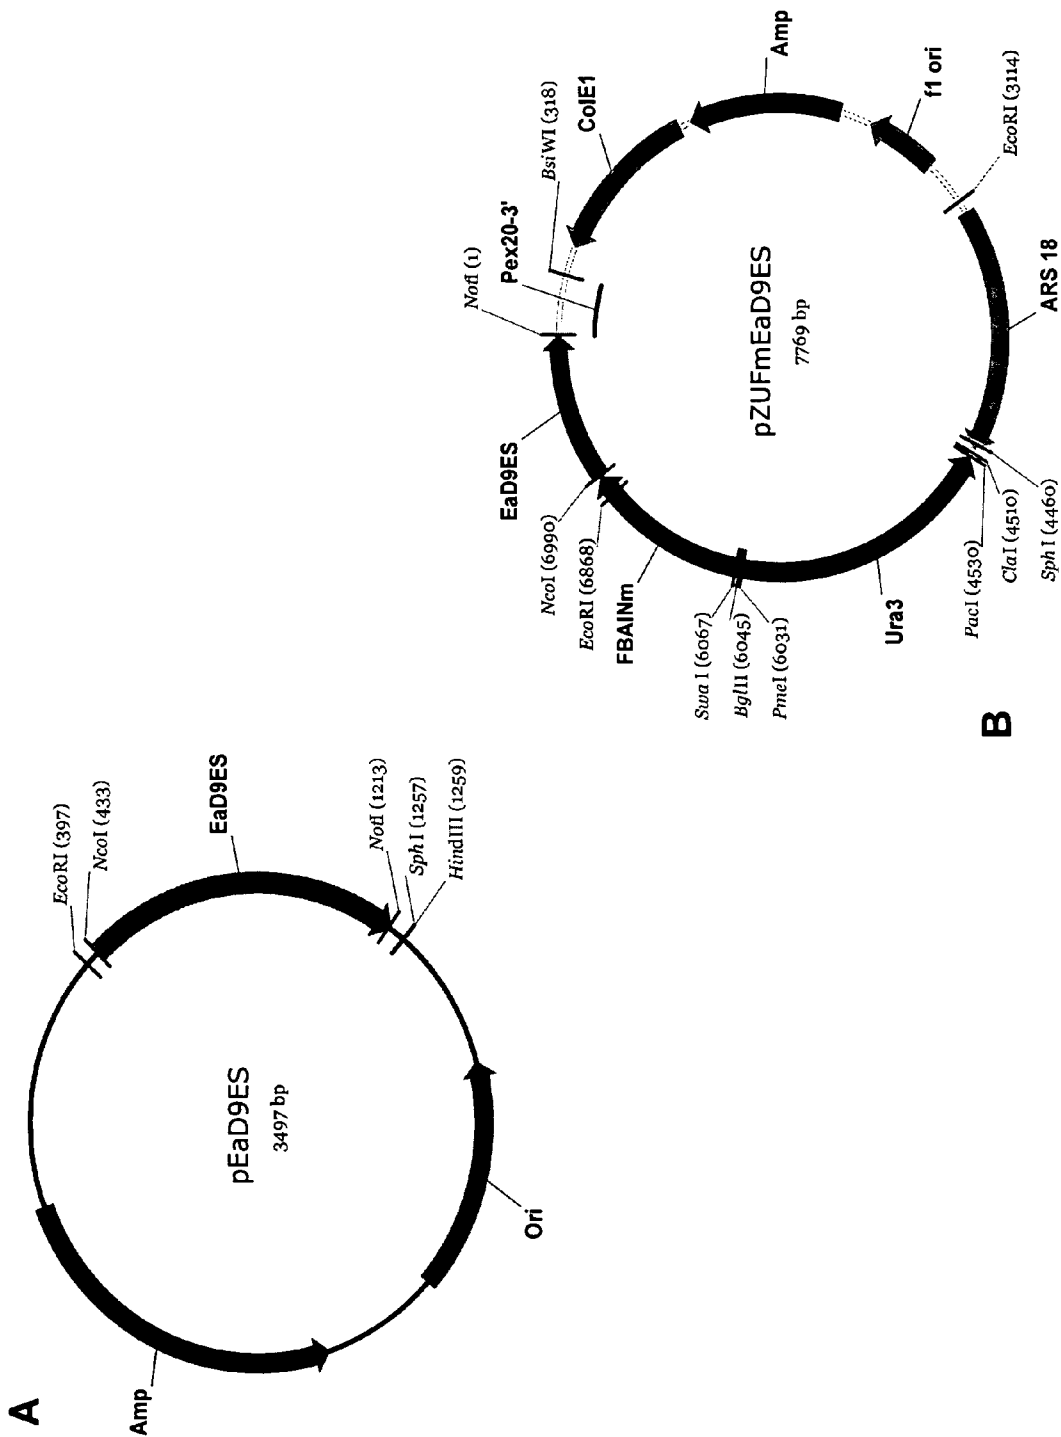 A
EcoRI (397)
NcoI (433)
EaD9ES
NotI (1213)
SphI (1257)
HindIII (1259)
Ori
Amp
pEaD9ES
3497 bp
B
NotI (1)
Pex20-3'
BsiWI (318)
ColE1
Amp
f1 ori
EcoRI (3114)
ARS 18
SphI (4460)
ClaI (4510)
PacI (4530)
Ura3
PmeI (6031)
BglII (6045)
SwaI (6067)
FBAINm
EcoRI (6868)
NcoI (6990)
EaD9ES
pZUFmEaD9ES
7769 bp